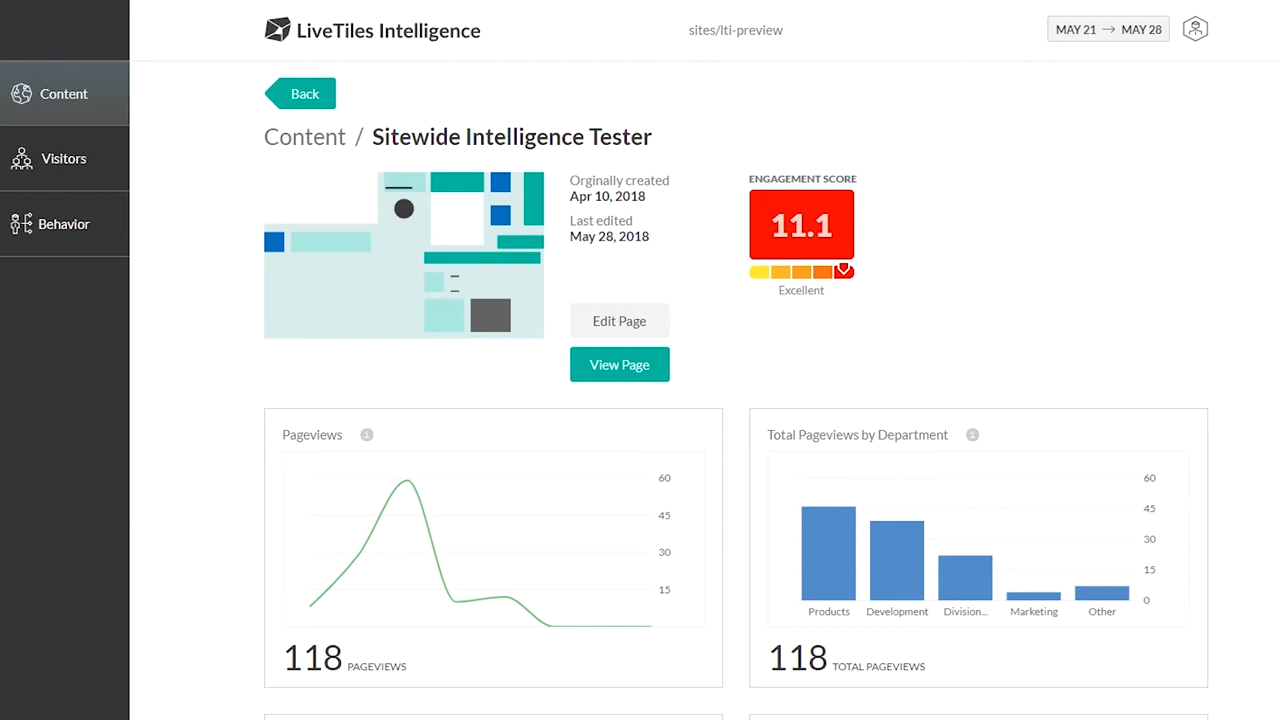 LiveTiles Intelligence
sites/lti-preview
MAY 21 → MAY 28
Content
Visitors
Behavior
Back
Content / Sitewide Intelligence Tester
Orginally created
Apr 10, 2018
Last edited
May 28, 2018
Edit Page
View Page
ENGAGEMENT SCORE
11.1
Excellent
Pageviews
60
45
30
15
118 PAGEVIEWS
Total Pageviews by Department
60
45
30
15
0
Products Development Division... Marketing Other
118 TOTAL PAGEVIEWS